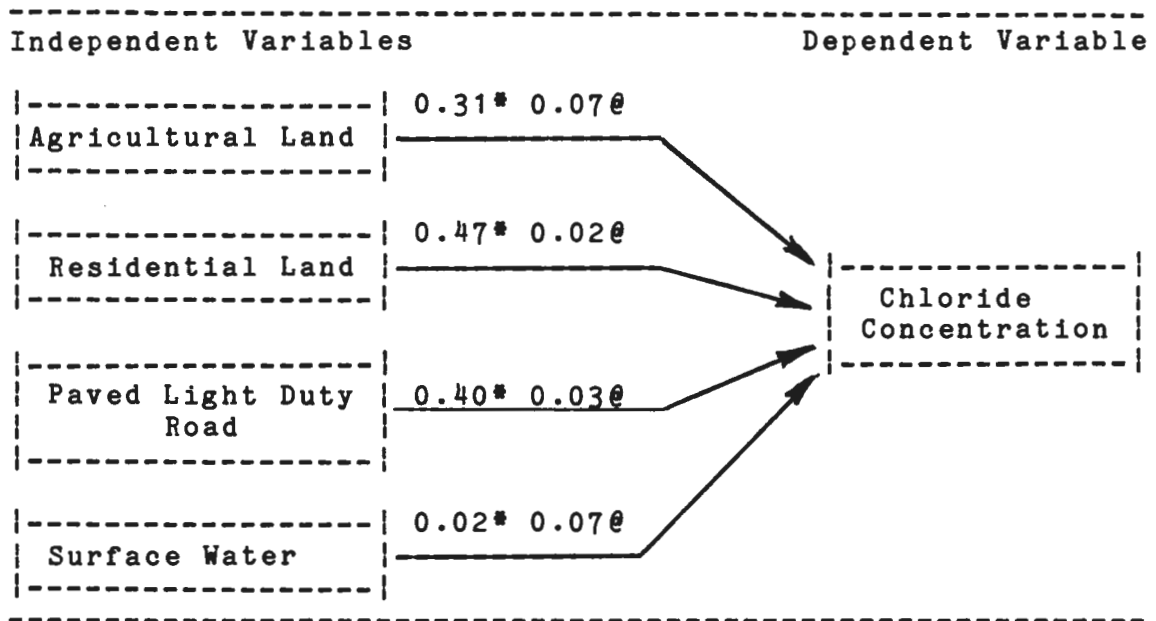 Independent Variables Dependent Variable
0.31* 0.07@
Agricultural Land
0.47* 0.02@
Residential Land
Chloride
Concentration
Paved Light Duty
Road
0.40* 0.03@
0.02* 0.07@
Surface Water